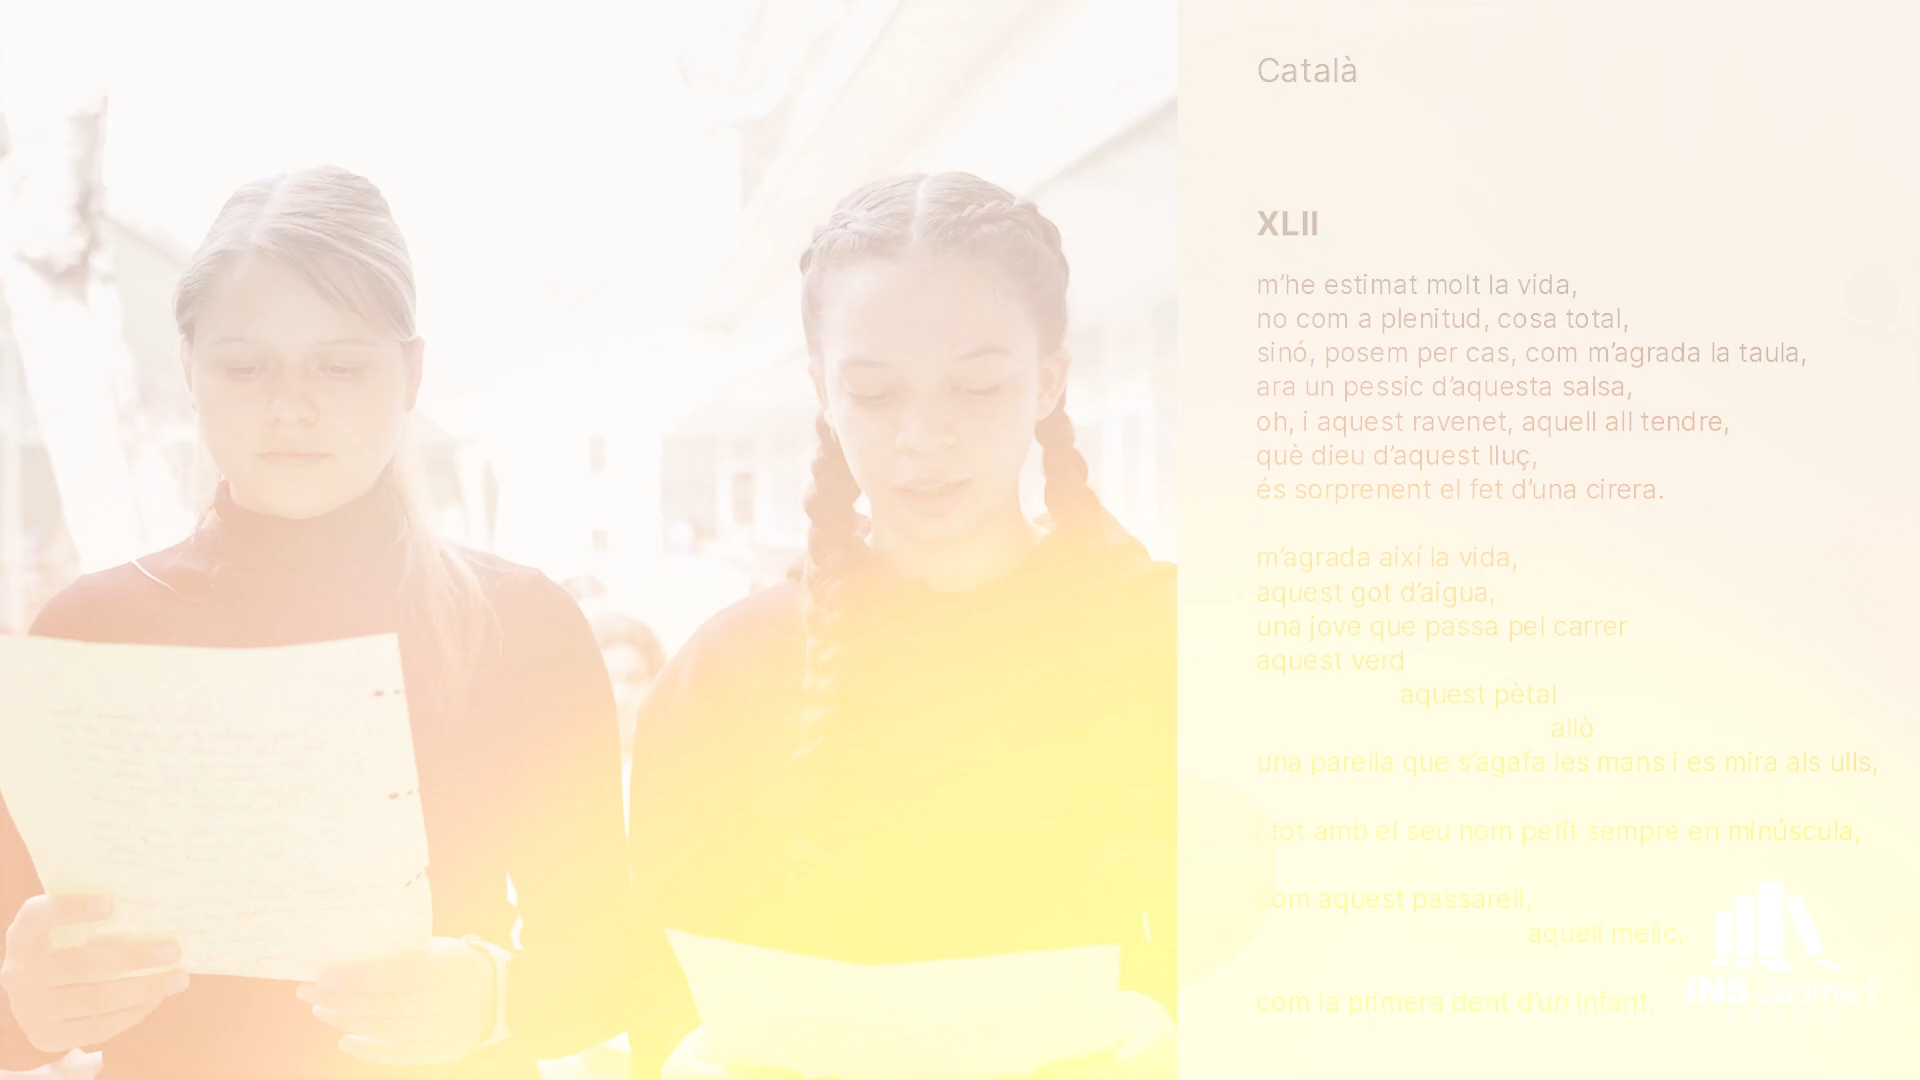 Català
XLII
m’he estimat molt la vida,
no com a plenitud, cosa total,
sinó, posem per cas, com m’agrada la taula,
ara un pessic d’aquesta salsa,
oh, i aquest ravenet, aquell all tendre,
què dieu d’aquest lluç,
és sorprenent el fet d’una cirera.
m’agrada així la vida,
aquest got d’aigua,
una jove que passa pel carrer
aquest verd
aquest pètal
allò
una parella que s’agafa les mans i es mira als ulls,
i tot amb el seu nom petit sempre en minúscula,
com aquest passarell,
aquell melic,
com la primera dent d’un infant.
INS Jaume I